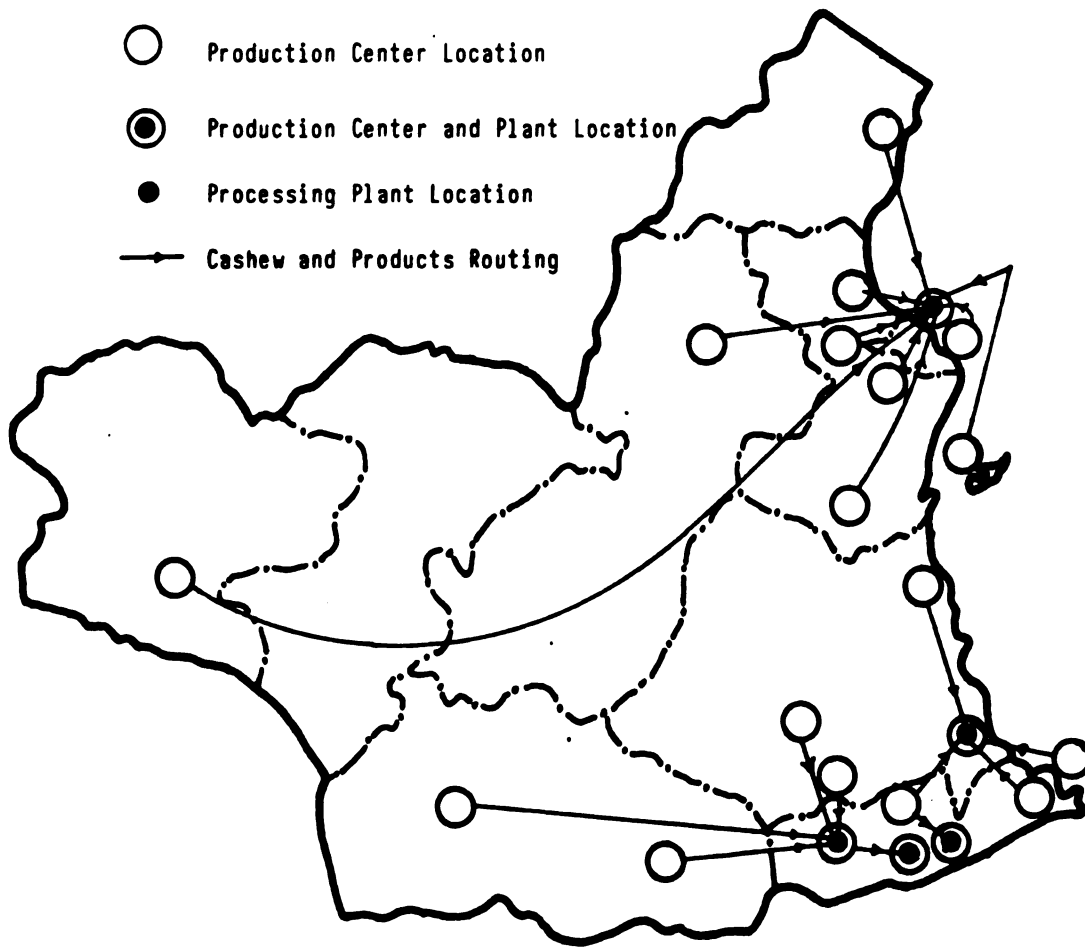 Production Center Location
Production Center and Plant Location
Processing Plant Location
Cashew and Products Routing